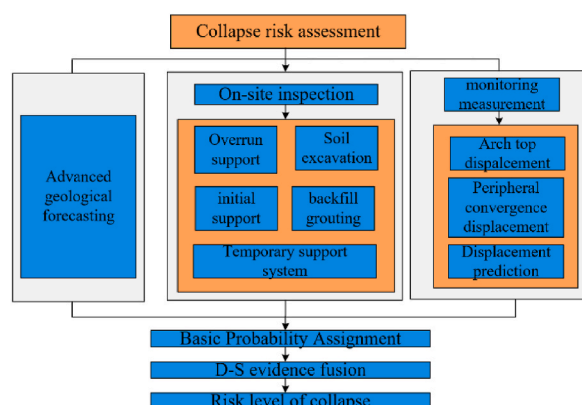 Collapse risk assessment
Advanced
geological
forecasting
On-site inspection
Overrun
support
Soil
excavation
initial
support
backfill
grouting
Temporary support
system
monitoring
measurement
Arch top
dispalcement
Peripheral
convergence
displacement
Displacement
prediction
Basic Probability Assignment
D-S evidence fusion
Risk level of collapse